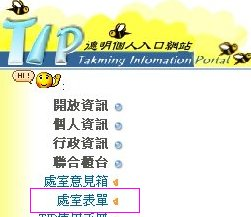 TIP 德明個人入口網站
Takming Infomation Portal
HI !
:
開放資訊
個人資訊
行政資訊
聯合櫃台
處室意見箱
處室表單